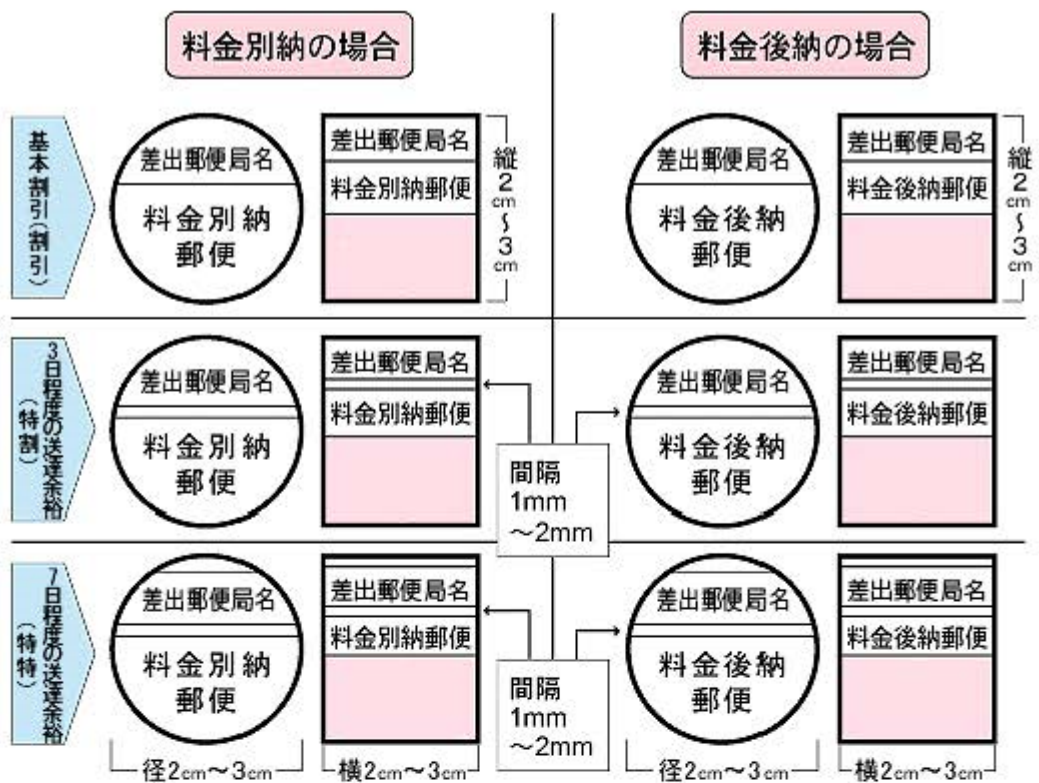 料金別納の場合
料金後納の場合
基本割引(割引)
差出郵便局名
料金別納
郵便
差出郵便局名
料金別納郵便
縦2cm～3cm
差出郵便局名
料金後納
郵便
差出郵便局名
料金後納郵便
縦2cm～3cm
3日程度の送達余裕
(特割)
差出郵便局名
料金別納
郵便
差出郵便局名
料金別納郵便
間隔
1mm
～2mm
差出郵便局名
料金後納
郵便
差出郵便局名
料金後納郵便
7日程度の送達余裕
(特特)
差出郵便局名
料金別納
郵便
差出郵便局名
料金別納郵便
間隔
1mm
～2mm
差出郵便局名
料金後納
郵便
差出郵便局名
料金後納郵便
径2cm～3cm
横2cm～3cm
径2cm～3cm
横2cm～3cm